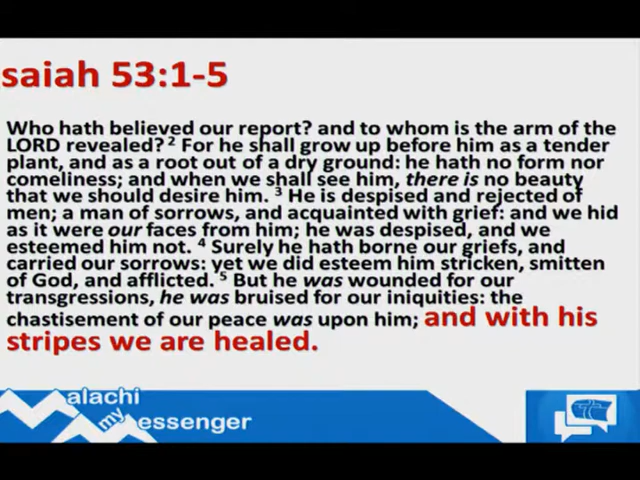 saiah 53:1-5
Who hath believed our report? and to whom is the arm of the
LORD revealed? 2 For he shall grow up before him as a tender
plant, and as a root out of a dry ground: he hath no form nor
comeliness; and when we shall see him, there is no beauty
that we should desire him. 3 He is despised and rejected of
men; a man of sorrows, and acquainted with grief: and we hid
as it were our faces from him; he was despised, and we
esteemed him not. 4 Surely he hath borne our griefs, and
carried our sorrows: yet we did esteem him stricken, smitten
of God, and afflicted. 5 But he was wounded for our
transgressions, he was bruised for our iniquities: the
chastisement of our peace was upon him; and with his
stripes we are healed.
Malachi
my
Messenger